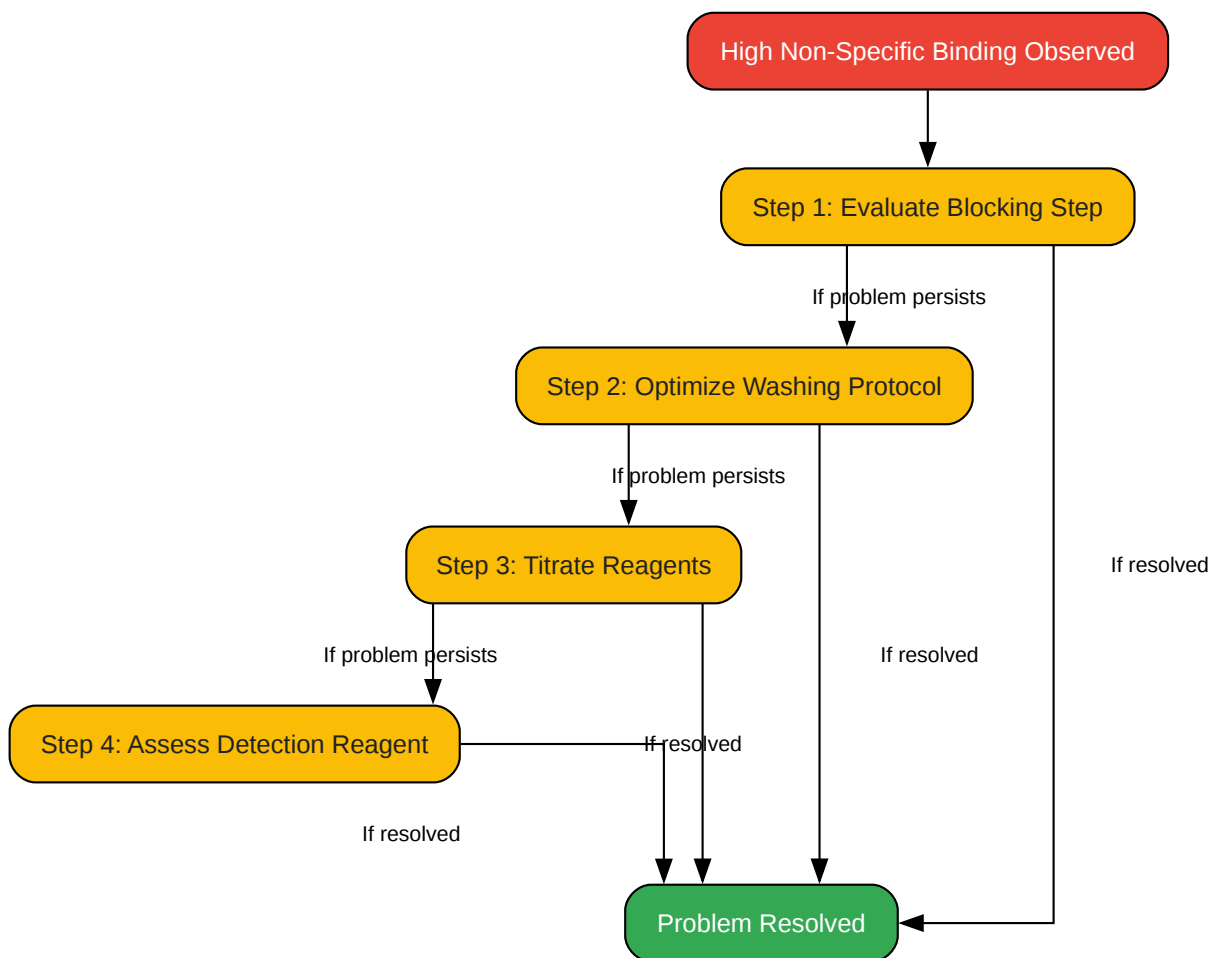 High Non-Specific Binding Observed
Step 1: Evaluate Blocking Step
If problem persists
Step 2: Optimize Washing Protocol
If problem persists
Step 3: Titrate Reagents
If resolved
If problem persists
If resolved
Step 4: Assess Detection Reagent
If resolved
If resolved
Problem Resolved